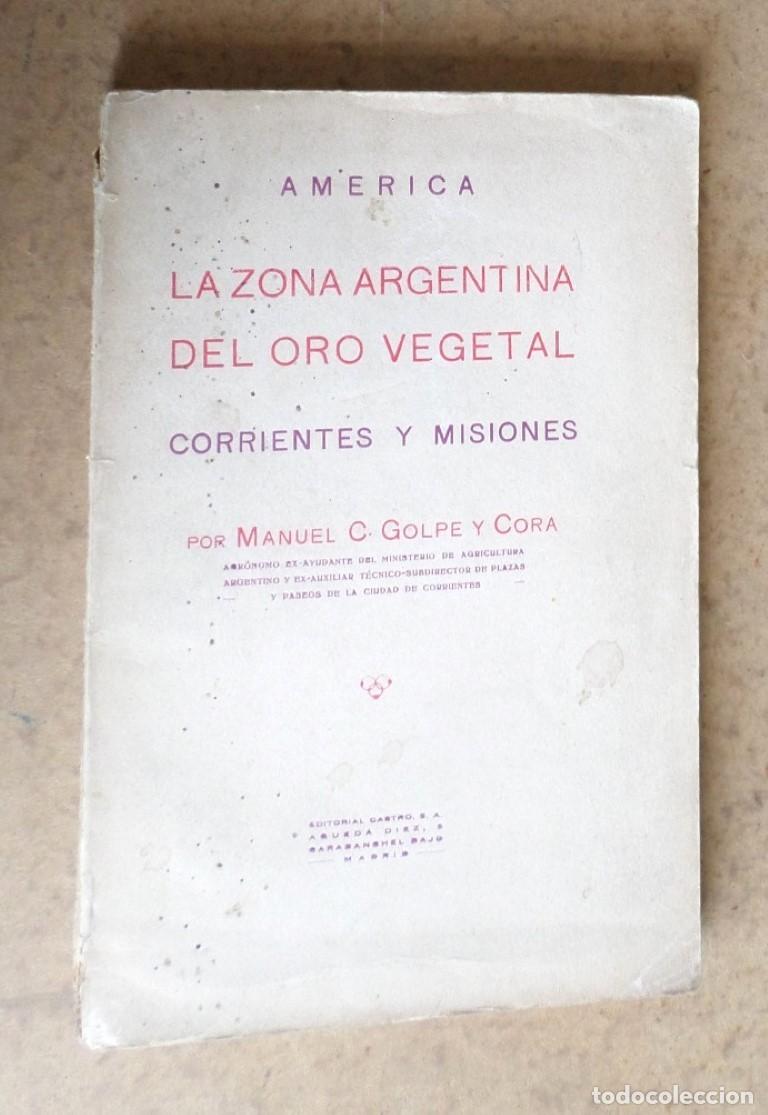 AMERICA
LA ZONA ARGENTINA
DEL ORO VEGETAL
CORRIENTES Y MISIONES
POR MANUEL C. GOLPE Y CORA
AGRÓNOMO EX-AYUDANTE DEL MINISTERIO DE AGRICULTURA
ARGENTINO Y EX-AUXILIAR TÉCNICO-SUBDIRECTOR DE PLAZAS
Y PASEOS DE LA CIUDAD DE CORRIENTES
EDITORIAL CASTRO, S. A.
AGUEDA DIEZ, 5
CARABANCHEL BAJO
MADRID
todocoleccion